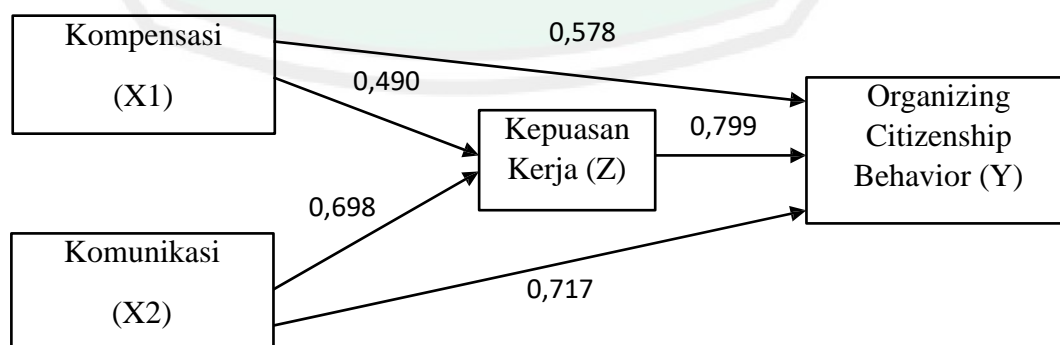 Kompensasi
(X1)
0,578
0,490
Kepuasan
Kerja (Z)
0,799
Organizing
Citizenship
Behavior (Y)
0,698
Komunikasi
(X2)
0,717